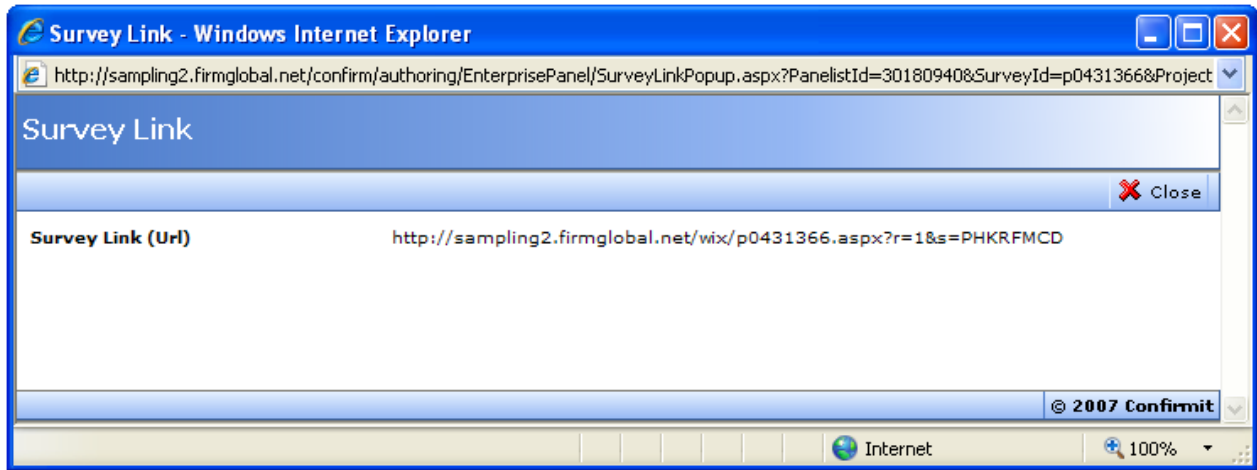 Survey Link - Windows Internet Explorer
http://sampling2.firmglobal.net/confirm/authoring/EnterprisePanel/SurveyLinkPopup.aspx?PanelistId=30180940&SurveyId=p0431366&Project
Survey Link
Close
Survey Link (Url) http://sampling2.firmglobal.net/wix/p0431366.aspx?r=1&s=PHKRFMCD
© 2007 Confirmit
Internet 100%